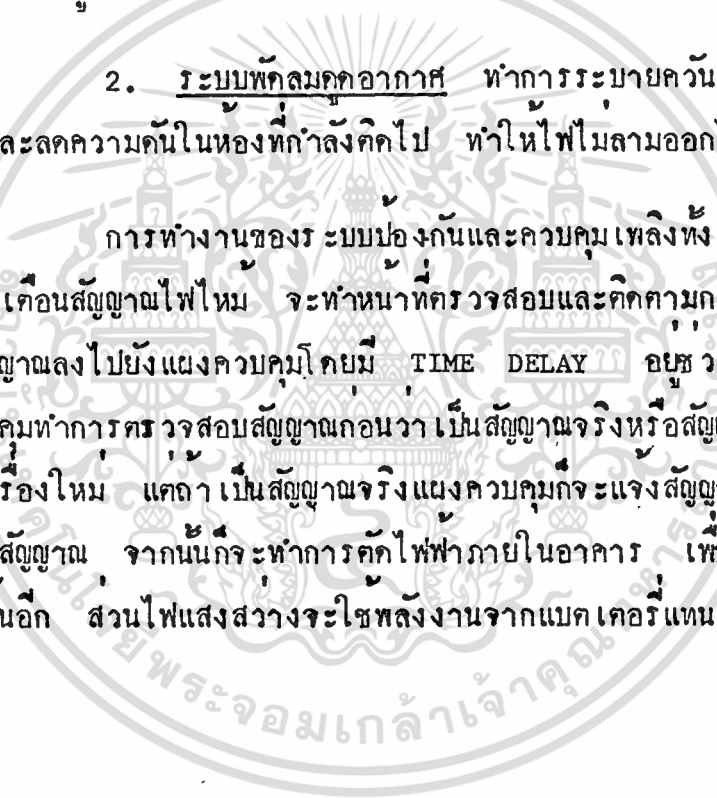 2. ระบบพัดลมดูดอากาศ ทำการระบายควัน
ละลดความดันในห้องที่กำลังติดไป ทำให้ไฟไม่ลามออก
การทำงานของระบบป้องกันและควบคุมเพลิงทั้ง
เตือนสัญญาณไฟไหม้ จะทำหน้าที่ตรวจสอบและติดตาม
ญาณลงไปยังแผงควบคุมโดยมี TIME DELAY อยู่ช่ว
คุมทำการตรวจสอบสัญญาณก่อนว่าเป็นสัญญาณจริงหรือสัญ
รื่องใหม่ แต่ถ้าเป็นสัญญาณจริงแผงควบคุมก็จะแจ้งสัญญ
สัญญาณ จากนั้นก็จะทำการตัดไฟฟ้าภายในอาคาร เพื
นอีก ส่วนไฟแสงสว่างจะใช้พลังงานจากแบตเตอรี่แทน
พระจอมเกล้าเจ้าคุณทหาร